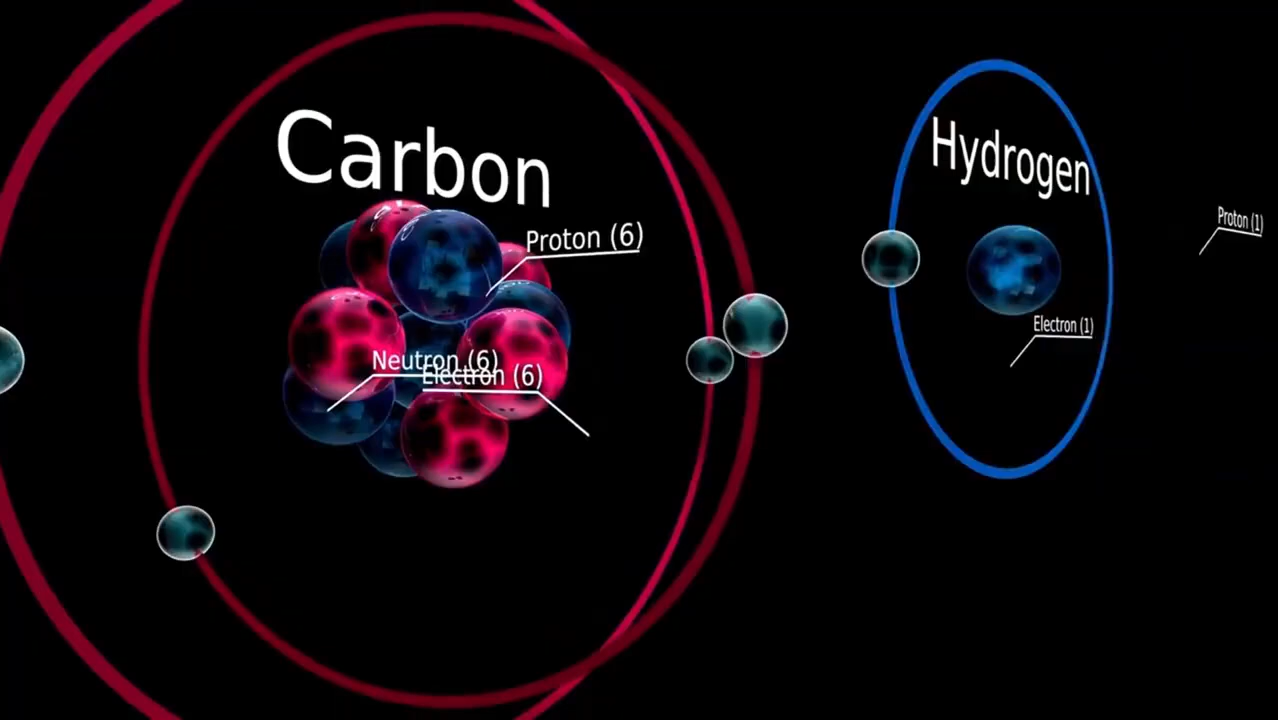 Carbon
Proton (6)
Neutron (6)
Electron (6)
Hydrogen
Proton (1)
Electron (1)